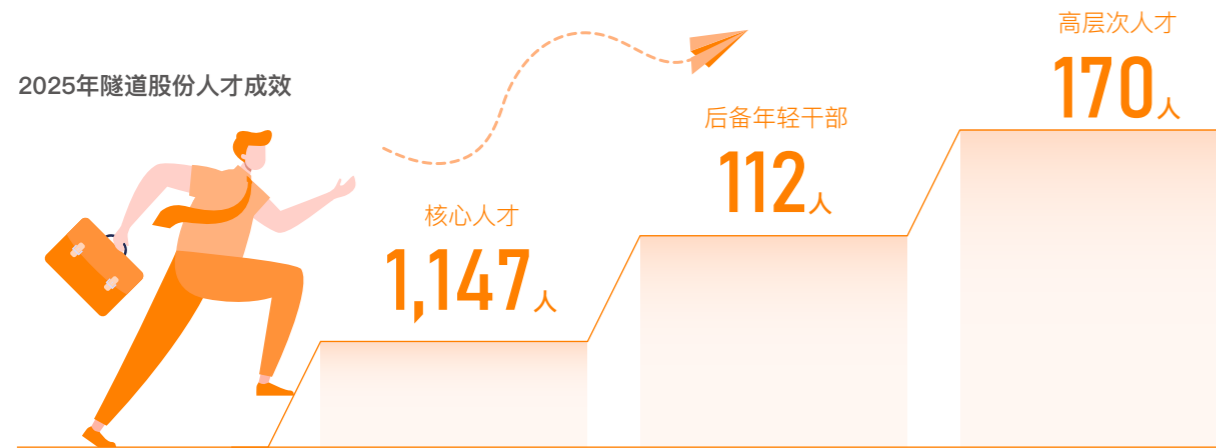 2025年隧道股份人才成效
核心人才
1,147人
后备年轻干部
112人
高层次人才
170人